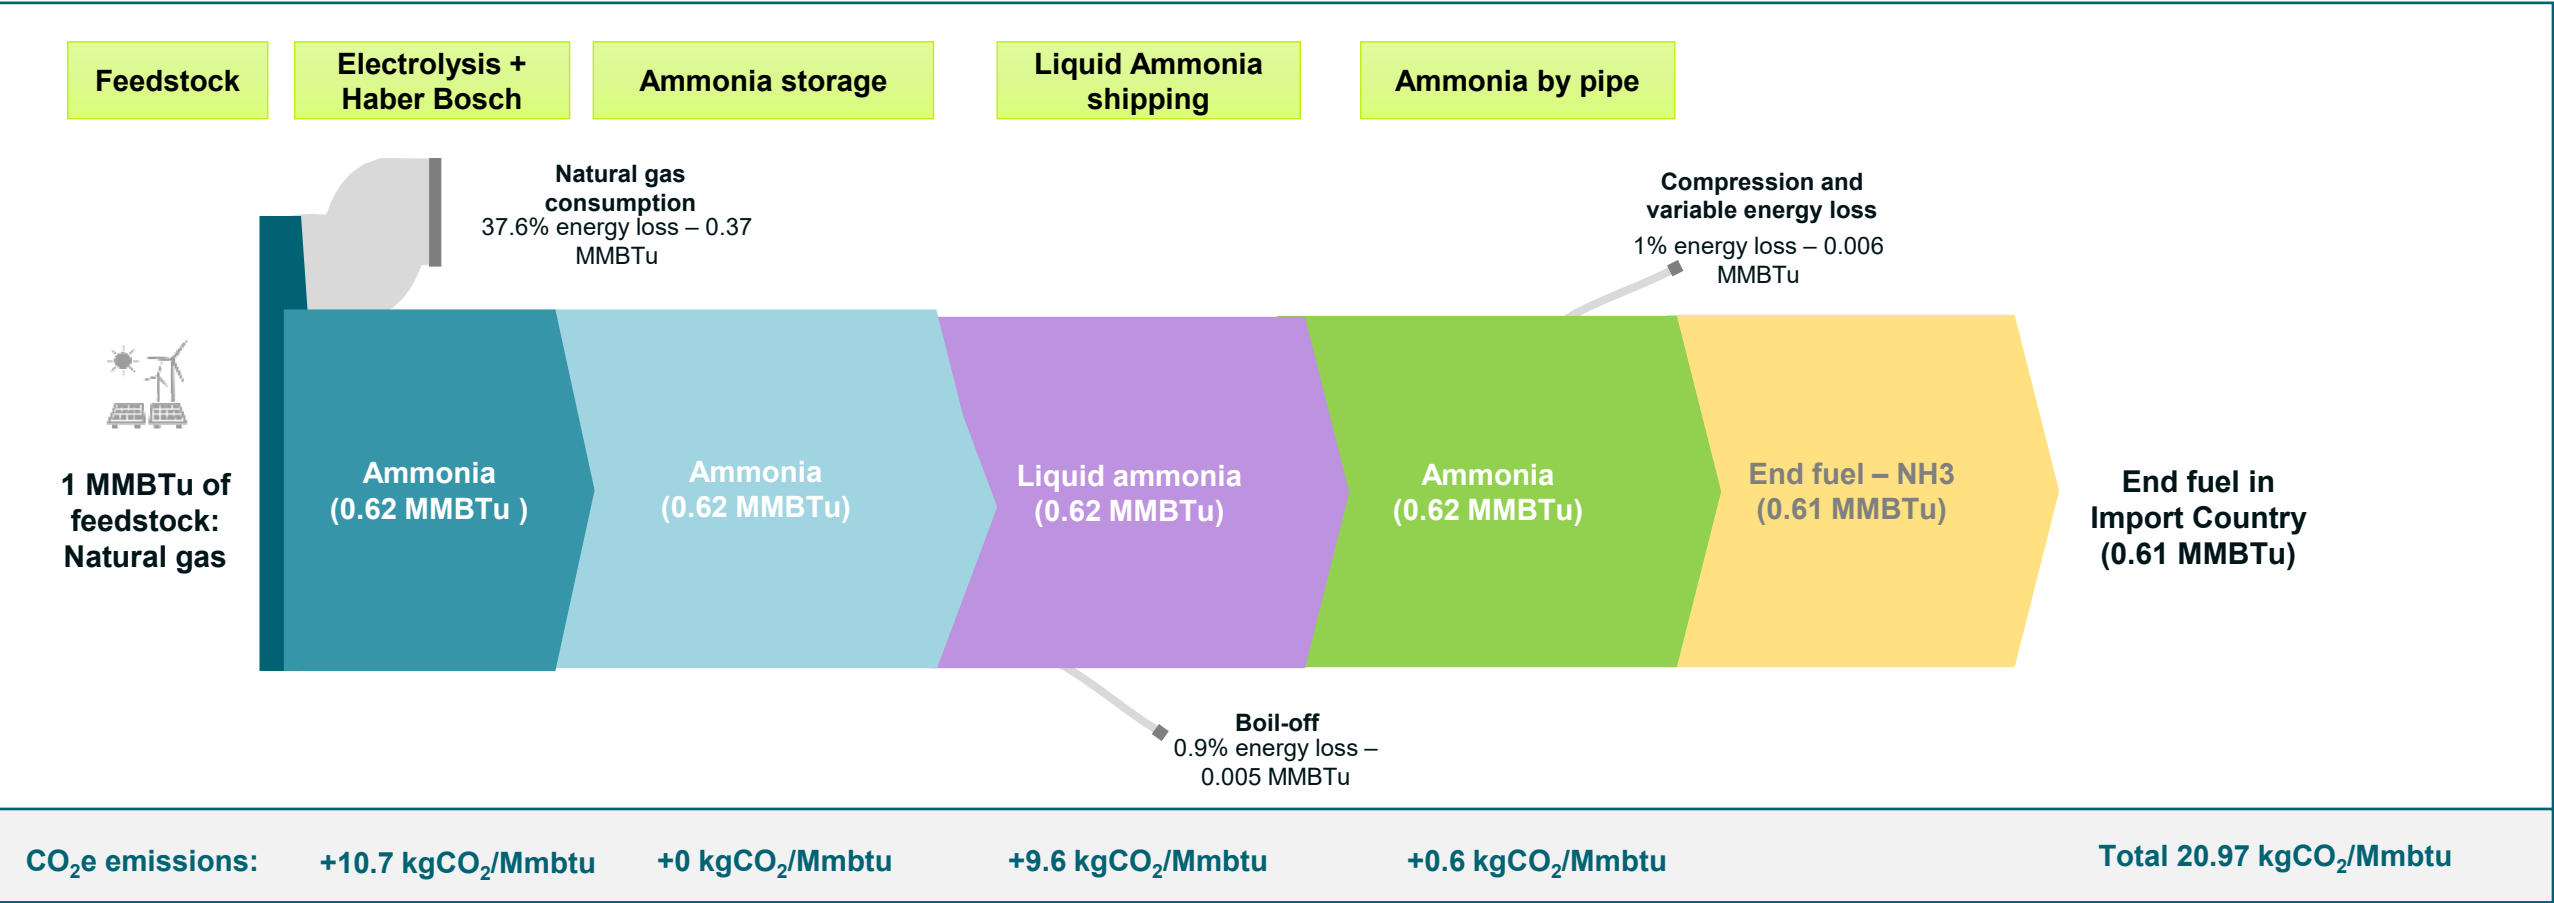 Feedstock
Electrolysis +
Haber Bosch
Ammonia storage
Liquid Ammonia
shipping
Ammonia by pipe
Natural gas
consumption
37.6% energy loss – 0.37
MMBTu
Compression and
variable energy loss
1% energy loss – 0.006
MMBTu
1 MMBTu of
feedstock:
Natural gas
Ammonia
(0.62 MMBTu )
Ammonia
(0.62 MMBTu)
Liquid ammonia
(0.62 MMBTu)
Ammonia
(0.62 MMBTu)
End fuel – NH3
(0.61 MMBTu)
End fuel in
Import Country
(0.61 MMBTu)
Boil-off
0.9% energy loss –
0.005 MMBTu
CO₂e emissions:
+10.7 kgCO₂/Mmbtu
+0 kgCO₂/Mmbtu
+9.6 kgCO₂/Mmbtu
+0.6 kgCO₂/Mmbtu
Total 20.97 kgCO₂/Mmbtu